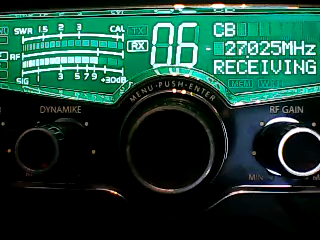 SWR 1.5 2 3 CAL
TX
RX
06
CB
27025MHz
RECEIVING
RF
SIG 1 3 5 7 9 +30dB
MENU·PUSH·ENTER
DYNAMIKE
RF GAIN
MIN